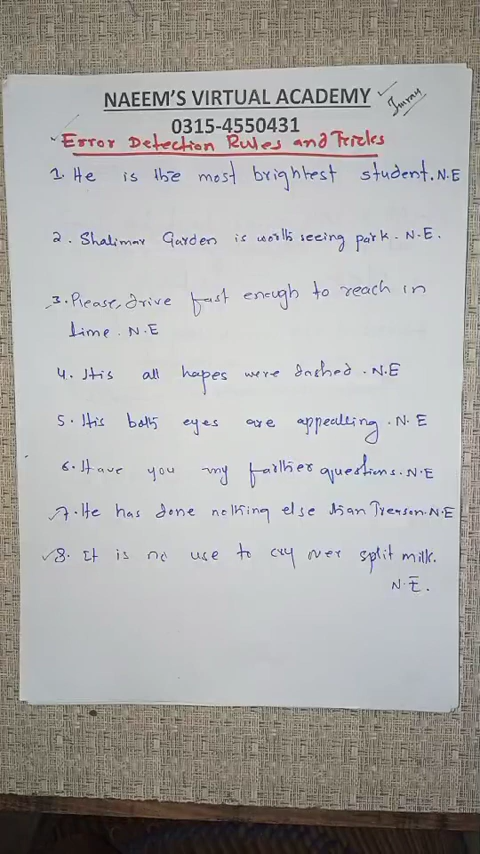 NAEEM'S VIRTUAL ACADEMY
0315-4550431
Error Detection Rules and Tricks
1. He is the most brightest student. N.E
2. Shalimar Garden is worth seeing park. N.E.
3. Please, drive fast enough to reach in
time. N.E
4. His all hopes were dashed. N.E
5. His both eyes are appealling. N.E
6. Have you my farther questions. N.E
7. He has done nothing else than Treason. N.E
8. It is no use to cry over split milk.
N.E.